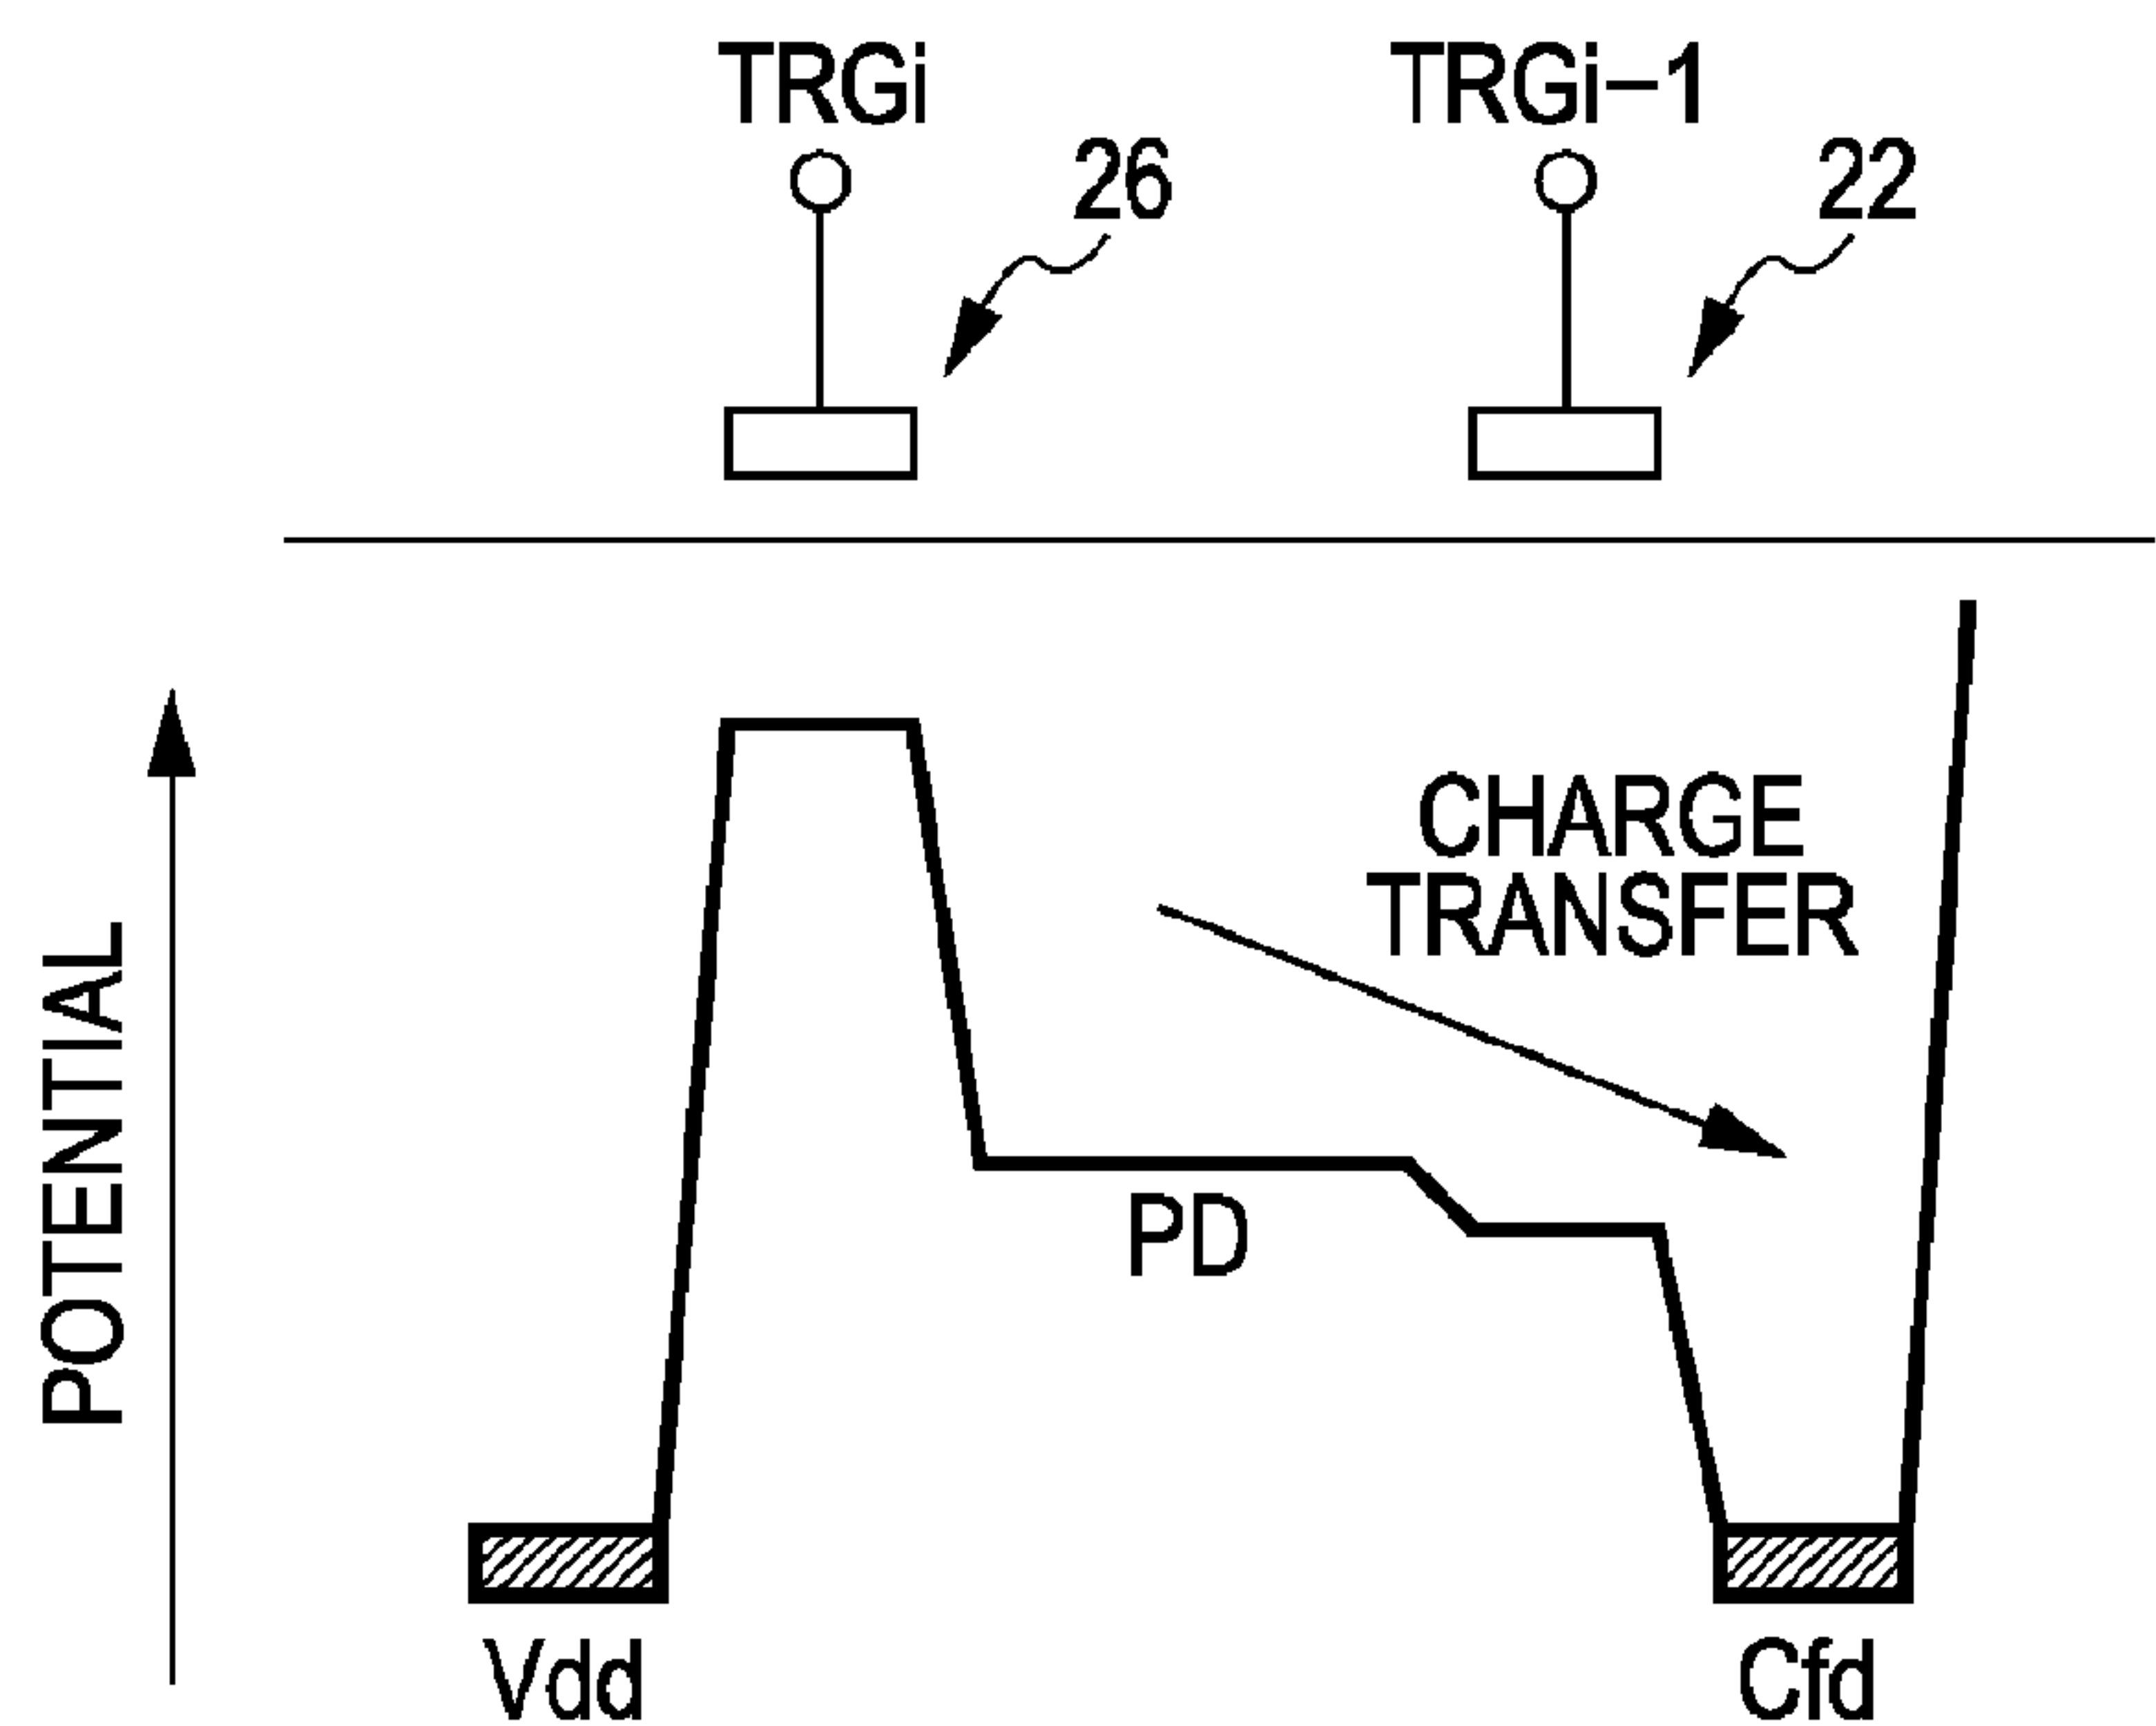 TRGi
TRGi-1
26
22
CHARGE
TRANSFER
POTENTIAL
PD
Vdd
Cfd